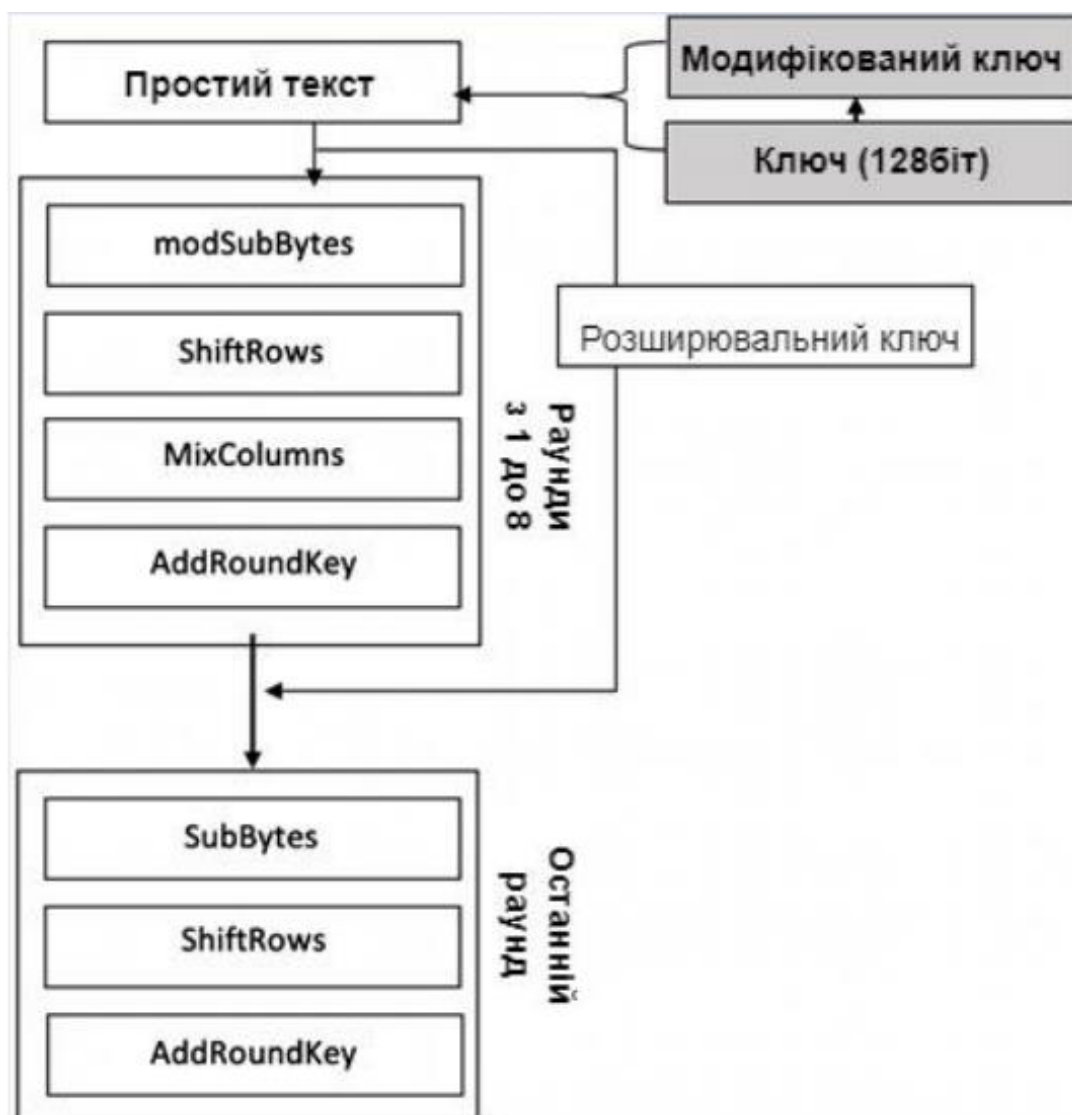 Простий текст
Модифікований ключ
Ключ (128біт)
modSubBytes
ShiftRows
MixColumns
AddRoundKey
Раунди
з 1 до 8
Розширювальний ключ
SubBytes
ShiftRows
AddRoundKey
Останній
раунд